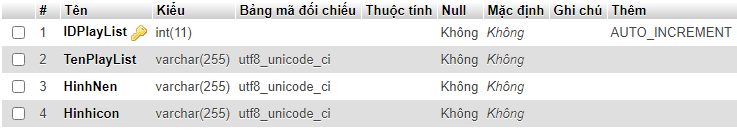 # Tên Kiểu Bảng mã đối chiếu Thuộc tính Null Mặc định Ghi chú Thêm
1 IDPlayList int(11) Không Không AUTO_INCREMENT
2 TenPlayList varchar(255) utf8_unicode_ci Không Không
3 HinhNen varchar(255) utf8_unicode_ci Không Không
4 Hinhicon varchar(255) utf8_unicode_ci Không Không